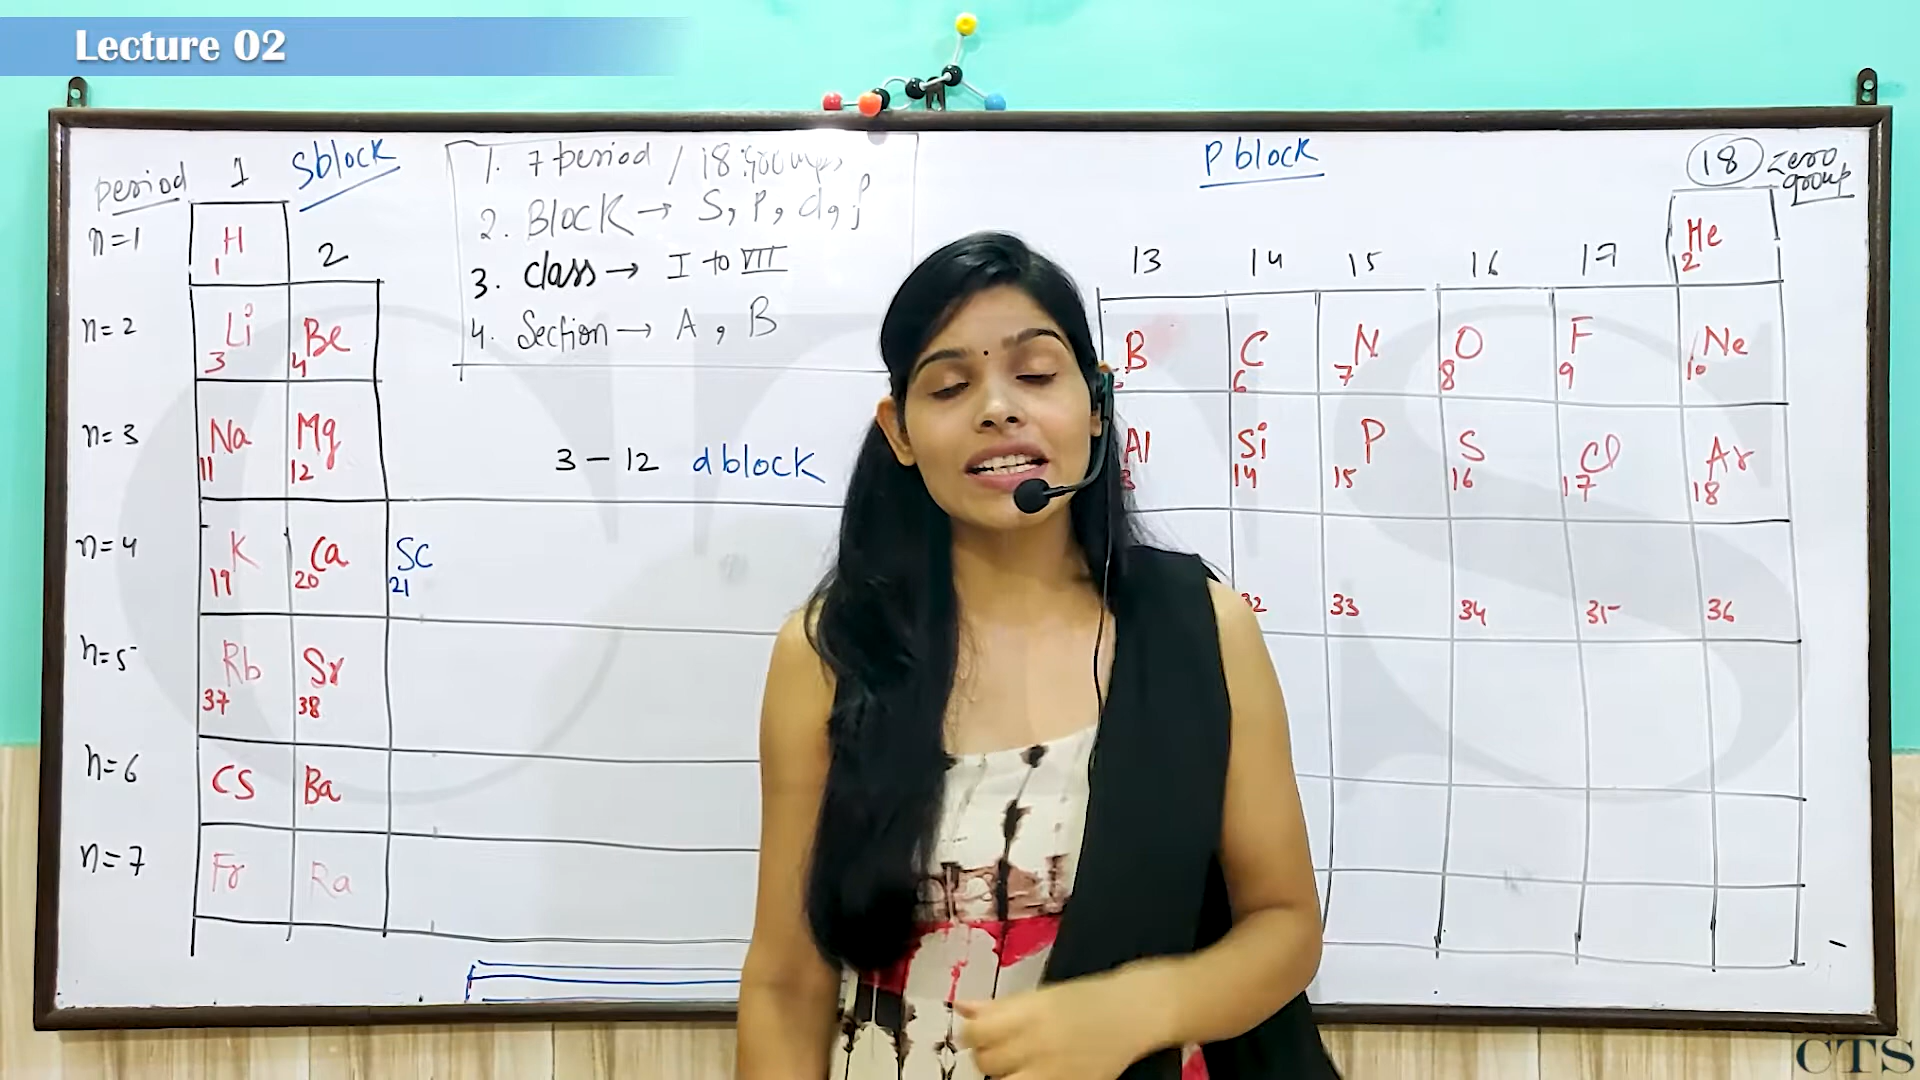 Lecture 02
period 1 S block
1. 7 period / 18 groups
2. Block → S, P, d, f
3. class → I to VII
4. Section → A, B
P block
18 Zero group
n=1 H 1 2
13 14 15 16 17 He 2
n=2 Li 3 Be 4
B C 6 N 7 O 8 F 9 Ne 10
n=3 Na 11 Mg 12
3 - 12 d block
Al Si 14 P 15 S 16 Cl 17 Ar 18
n=4 K 19 Ca 20 Sc 21
32 33 34 35 36
n=5 Rb 37 Sr 38
n=6 CS Ba
n=7 Fr Ra
CTS
CTS